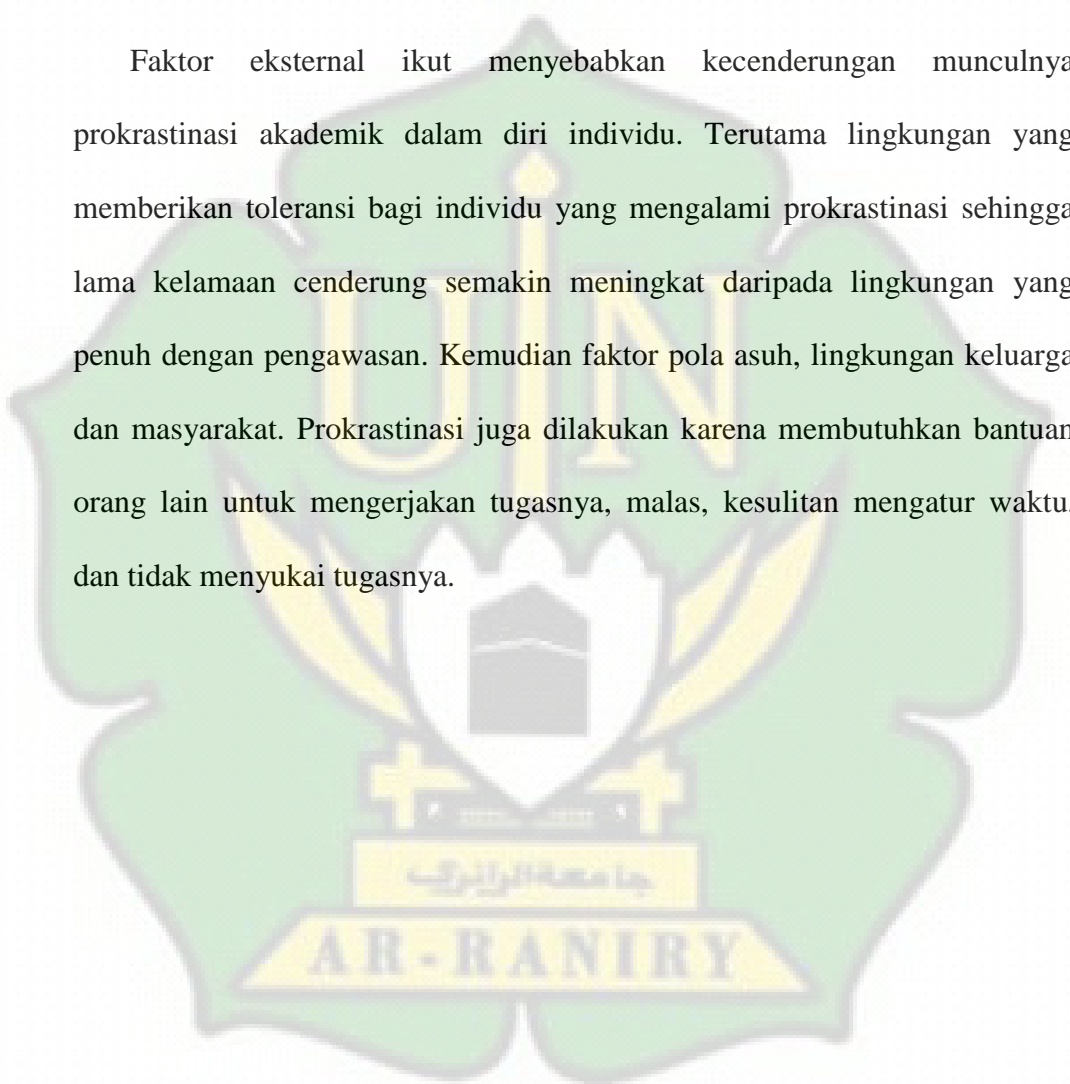 Faktor eksternal ikut menyebabkan kecenderungan munculnya
prokrastinasi akademik dalam diri individu. Terutama lingkungan yang
memberikan toleransi bagi individu yang mengalami prokrastinasi sehingga
lama kelamaan cenderung semakin meningkat daripada lingkungan yang
penuh dengan pengawasan. Kemudian faktor pola asuh, lingkungan keluarga
dan masyarakat. Prokrastinasi juga dilakukan karena membutuhkan bantuan
orang lain untuk mengerjakan tugasnya, malas, kesulitan mengatur waktu,
dan tidak menyukai tugasnya.
UIN
جامعة الرانري
AR-RANIRY